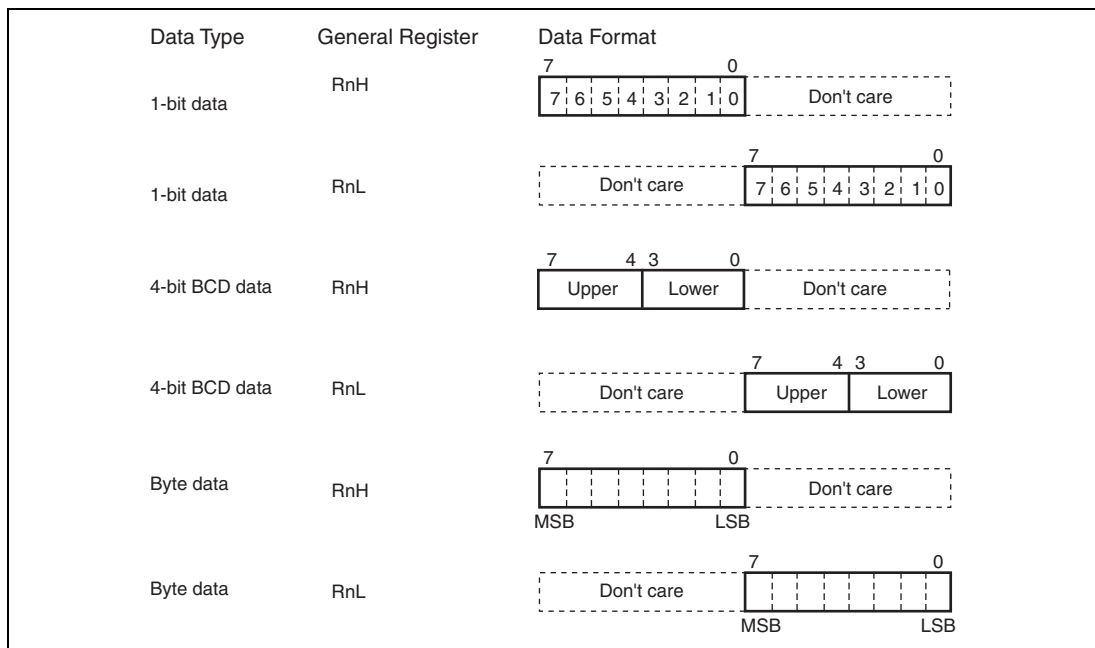 Data Type General Register Data Format
7 0
1-bit data RnH 7 6 5 4 3 2 1 0 Don't care
7 0
1-bit data RnL Don't care 7 6 5 4 3 2 1 0
7 4 3 0
4-bit BCD data RnH Upper Lower Don't care
7 4 3 0
4-bit BCD data RnL Don't care Upper Lower
7 0
Byte data RnH Don't care
MSB LSB
7 0
Byte data RnL Don't care
MSB LSB